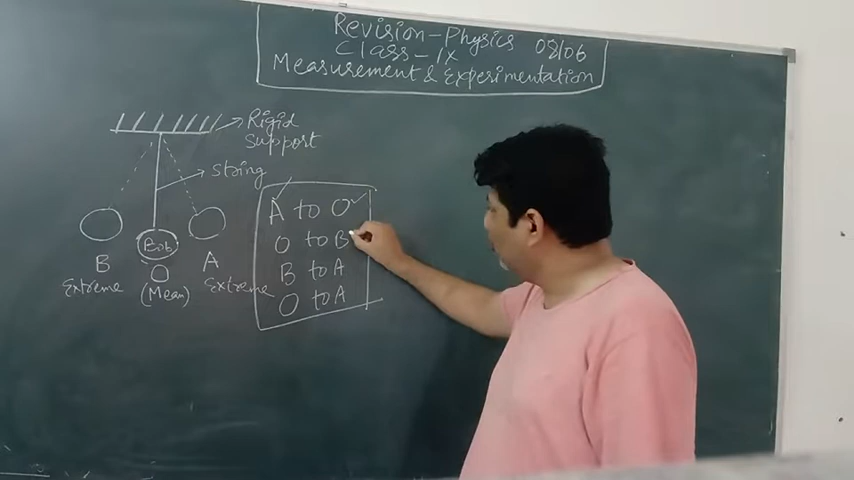 Revision-Physics 08/06
Class-IX
Measurement & Experimentation
Rigid
Support
String
Bob
B
Extreme
O
(Mean)
A
Extreme
A to O ✓
O to B
B to A
O to A